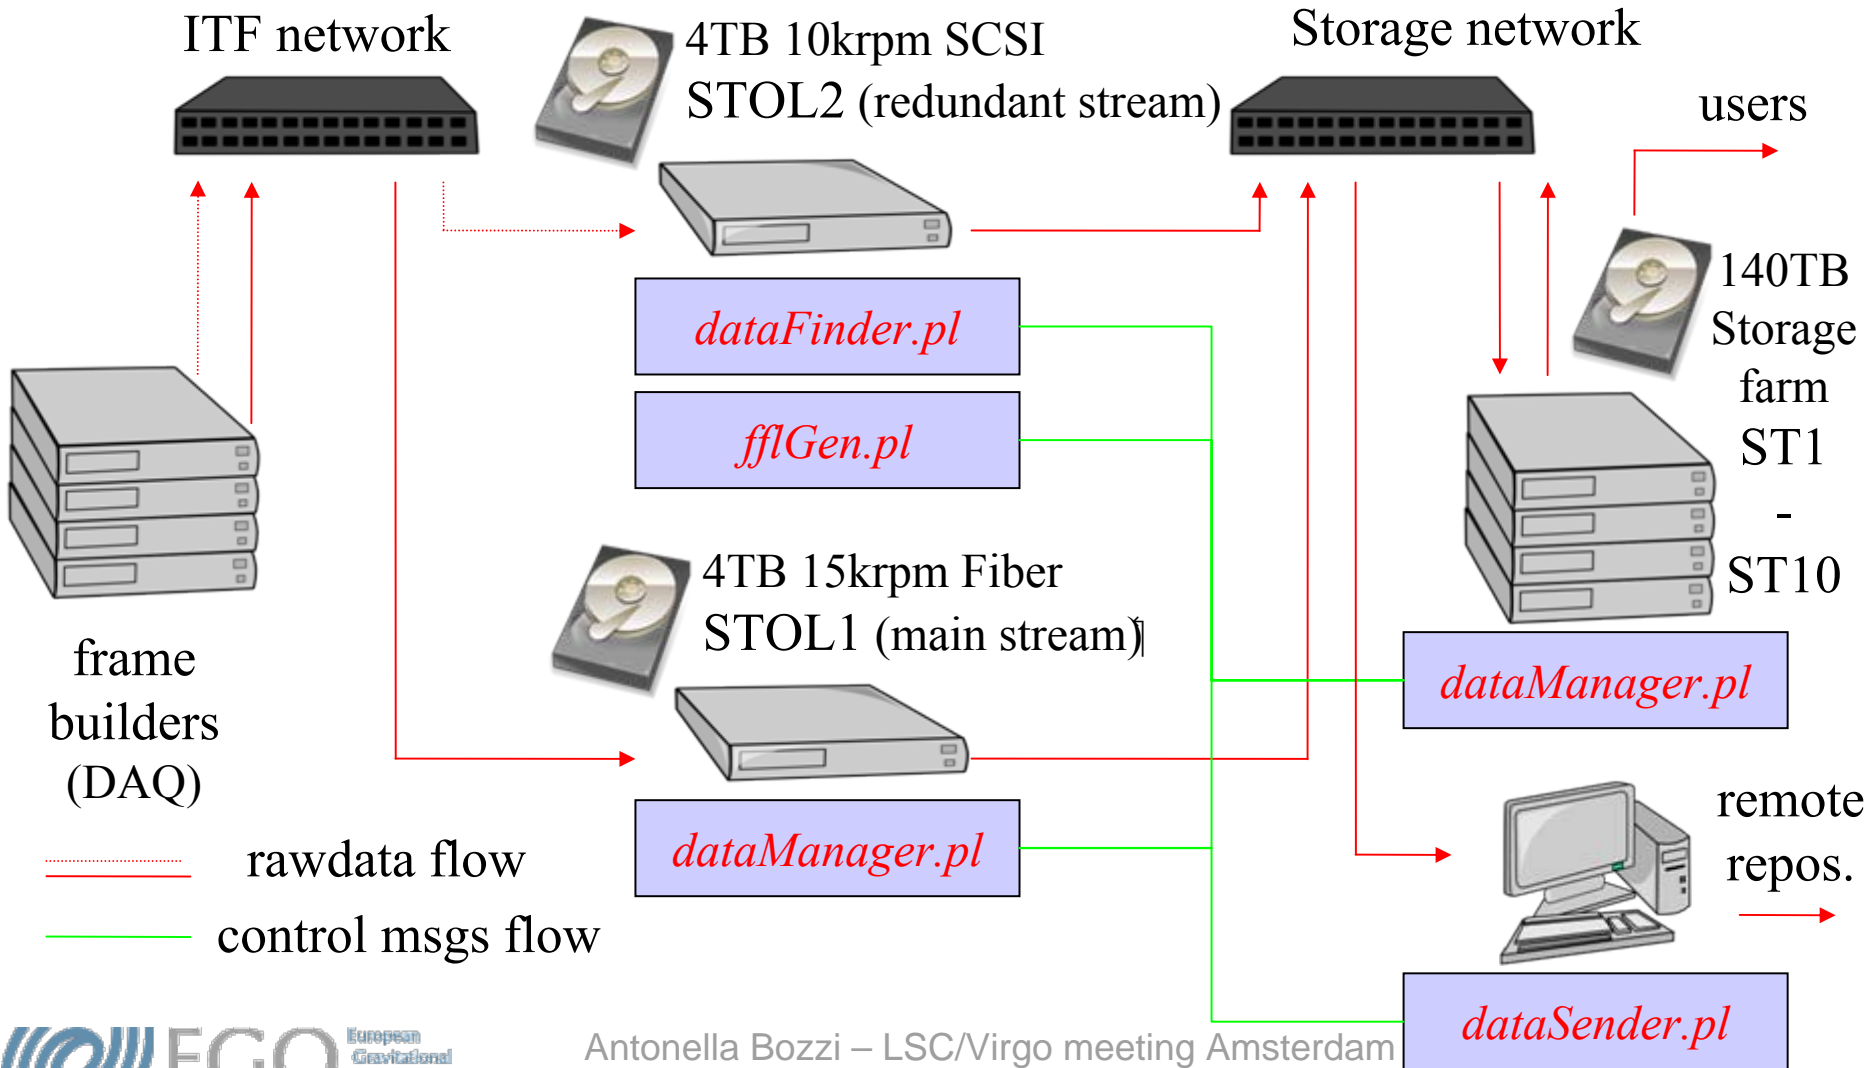 ITF network
4TB 10krpm SCSI
STOL2 (redundant stream)
Storage network
users
140TB
Storage
farm
ST1
-
ST10
dataFinder.pl
fflGen.pl
4TB 15krpm Fiber
STOL1 (main stream)
frame
builders
(DAQ)
dataManager.pl
dataManager.pl
remote
repos.
rawdata flow
control msgs flow
dataSender.pl
EGO
European
Gravitational
Antonella Bozzi – LSC/Virgo meeting Amsterdam